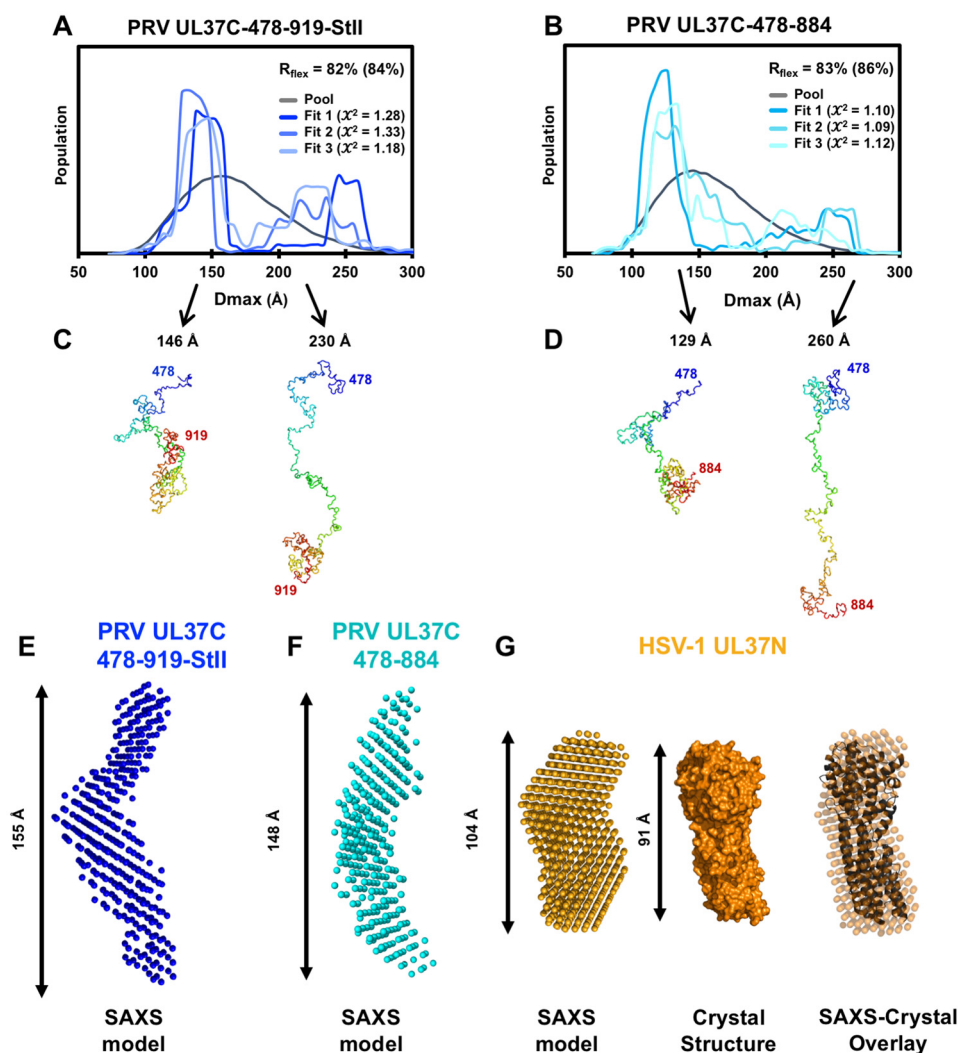 A
PRV UL37C-478-919-StII
Rflex = 82% (84%)
Pool
Fit 1 (χ² = 1.28)
Fit 2 (χ² = 1.33)
Fit 3 (χ² = 1.18)
Population
50 100 150 200 250 300
Dmax (Å)
B
PRV UL37C-478-884
Rflex = 83% (86%)
Pool
Fit 1 (χ² = 1.10)
Fit 2 (χ² = 1.09)
Fit 3 (χ² = 1.12)
Population
50 100 150 200 250 300
Dmax (Å)
C
146 Å
230 Å
478
919
478
919
D
129 Å
260 Å
478
884
478
884
E
PRV UL37C
478-919-StII
155 Å
SAXS
model
F
PRV UL37C
478-884
148 Å
SAXS
model
G
HSV-1 UL37N
104 Å
91 Å
SAXS
model
Crystal
Structure
SAXS-Crystal
Overlay